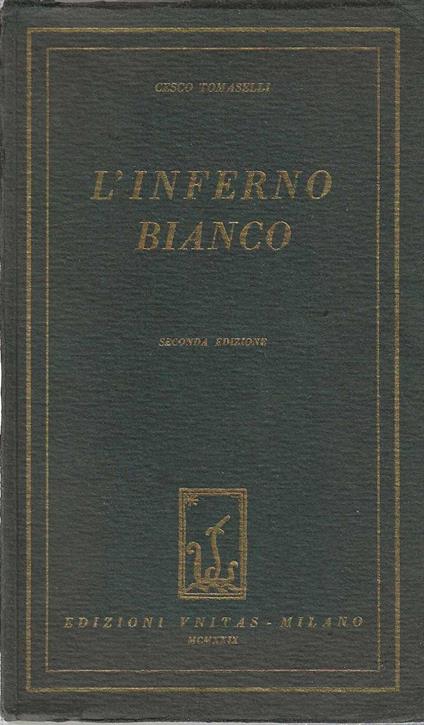 CESCO TOMASELLI
L'INFERNO
BIANCO
SECONDA EDIZIONE
EDIZIONI VNITAS - MILANO
MCMXXIX